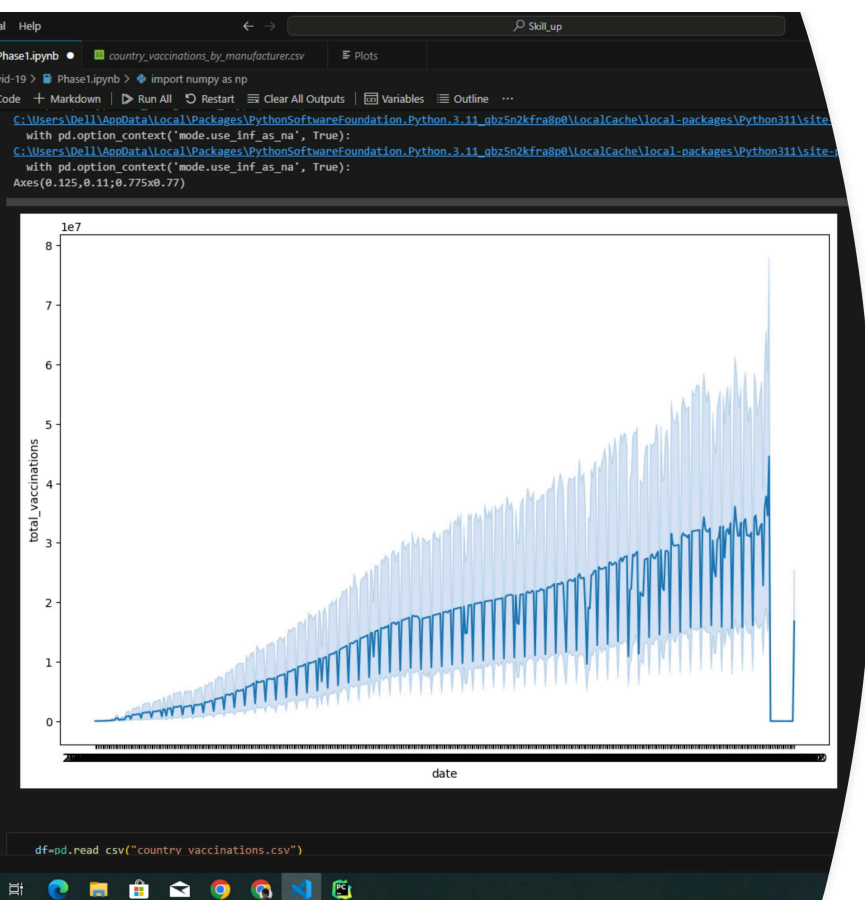 al Help
Skill_up
Phase1.ipynb
country_vaccinations_by_manufacturer.csv
Plots
vid-19 > Phase1.ipynb > import numpy as np
Code + Markdown Run All Restart Clear All Outputs Variables Outline ...
C:\Users\Dell\AppData\Local\Packages\PythonSoftwareFoundation.Python.3.11_qbz5n2kfra8p0\LocalCache\local-packages\Python311\site-
with pd.option_context('mode.use_inf_as_na', True):
C:\Users\Dell\AppData\Local\Packages\PythonSoftwareFoundation.Python.3.11_qbz5n2kfra8p0\LocalCache\local-packages\Python311\site-p
with pd.option_context('mode.use_inf_as_na', True):
Axes(0.125,0.11;0.775x0.77)
1e7
8
7
6
5
4
3
2
1
0
total_vaccinations
date
df=pd.read_csv("country_vaccinations.csv")
PC